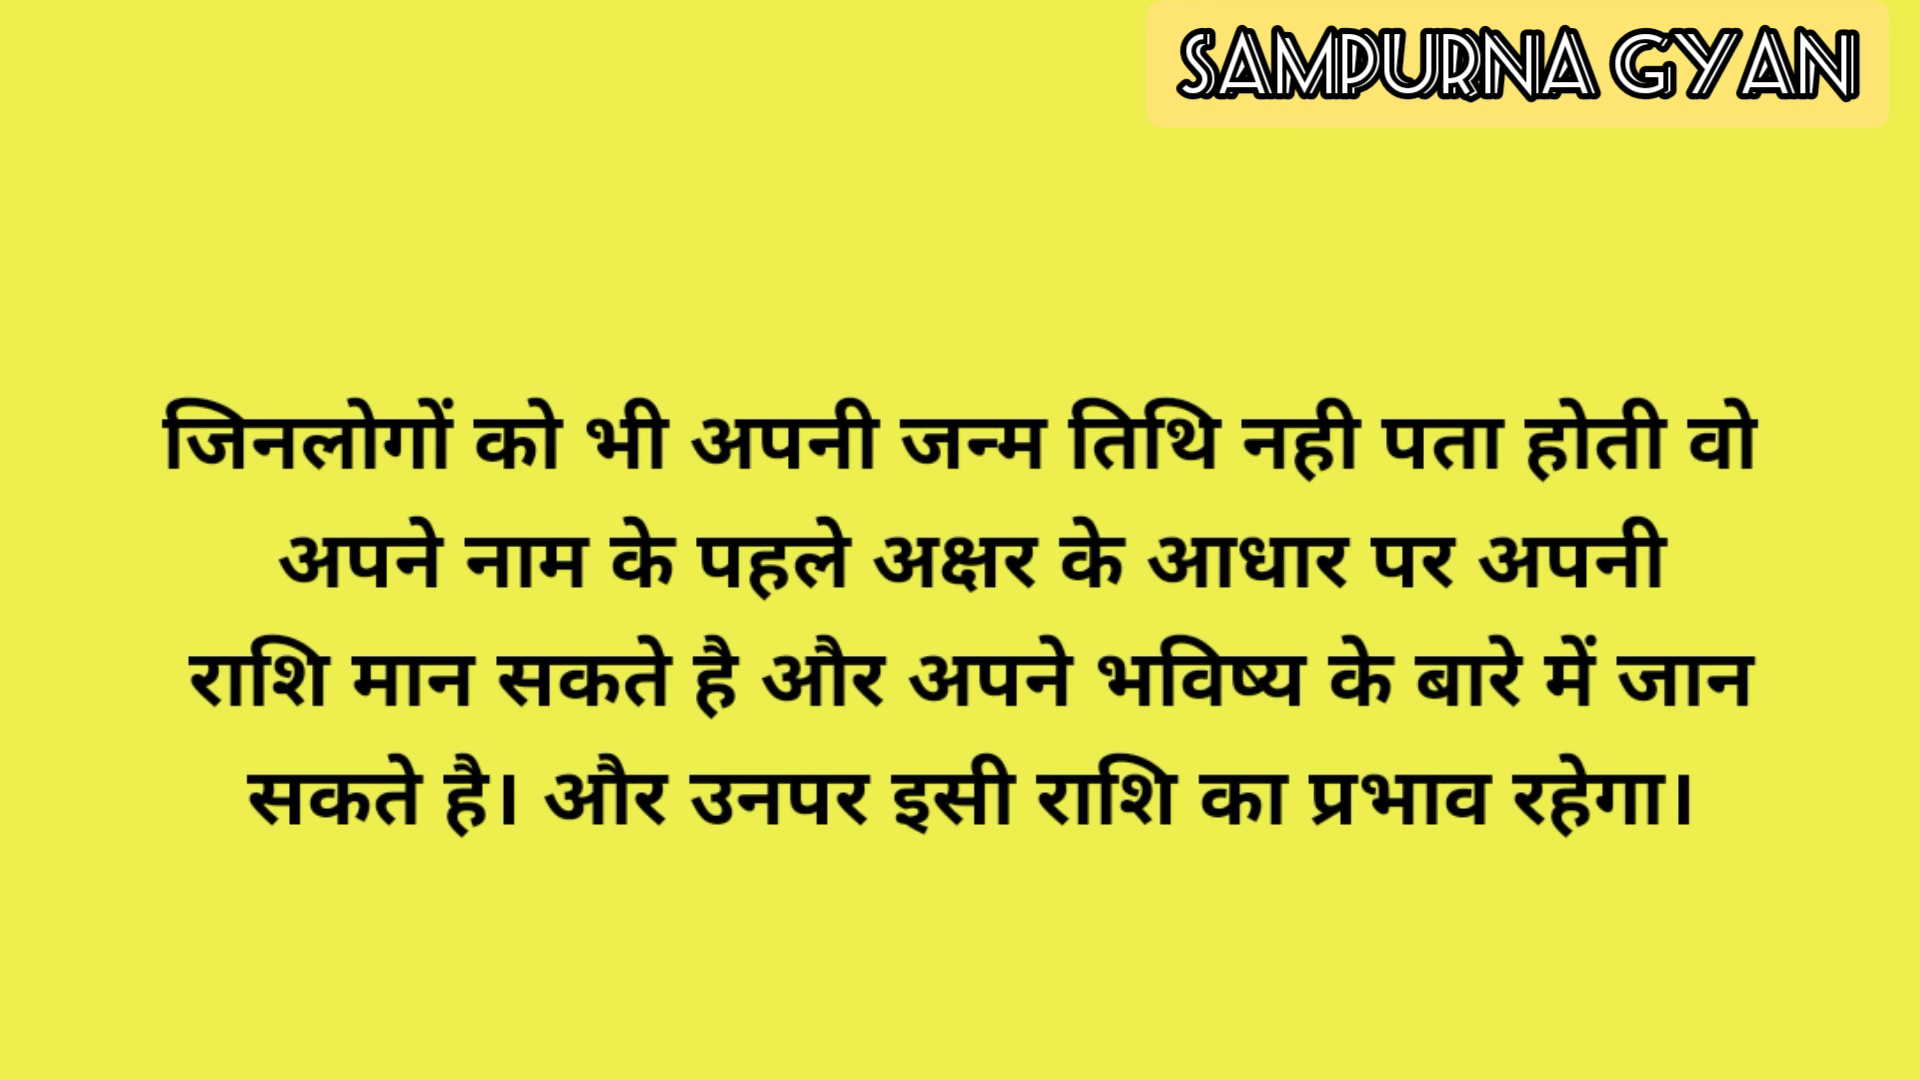 SAMPURNA GYAN
जिनलोगों को भी अपनी जन्म तिथि नही पता होती वो
अपने नाम के पहले अक्षर के आधार पर अपनी
राशि मान सकते है और अपने भविष्य के बारे में जान
सकते है। और उनपर इसी राशि का प्रभाव रहेगा।